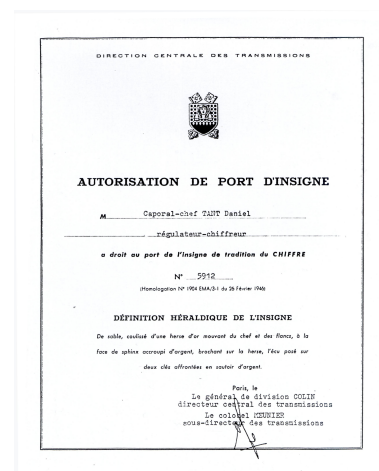 DIRECTION CENTRALE DES TRANSMISSIONS
AUTORISATION DE PORT D'INSIGNE
M Caporal-chef TANT Daniel
régulateur-chiffreur
a droit au port de l'insigne de tradition du CHIFFRE
N° 5912
(Homologation N° 1904 EMA/3-1 du 26 Février 1946)
DÉFINITION HÉRALDIQUE DE L'INSIGNE
De sable, coulissé d'une herse d'or mouvant du chef et des flancs, à la
face de sphinx accroupi d'argent, brochant sur la herse, l'écu posé sur
deux clés affrontées en sautoir d'argent.
Paris, le
Le général de division COLIN
directeur central des transmissions
Le colonel MEUNIER
sous-directeur des transmissions